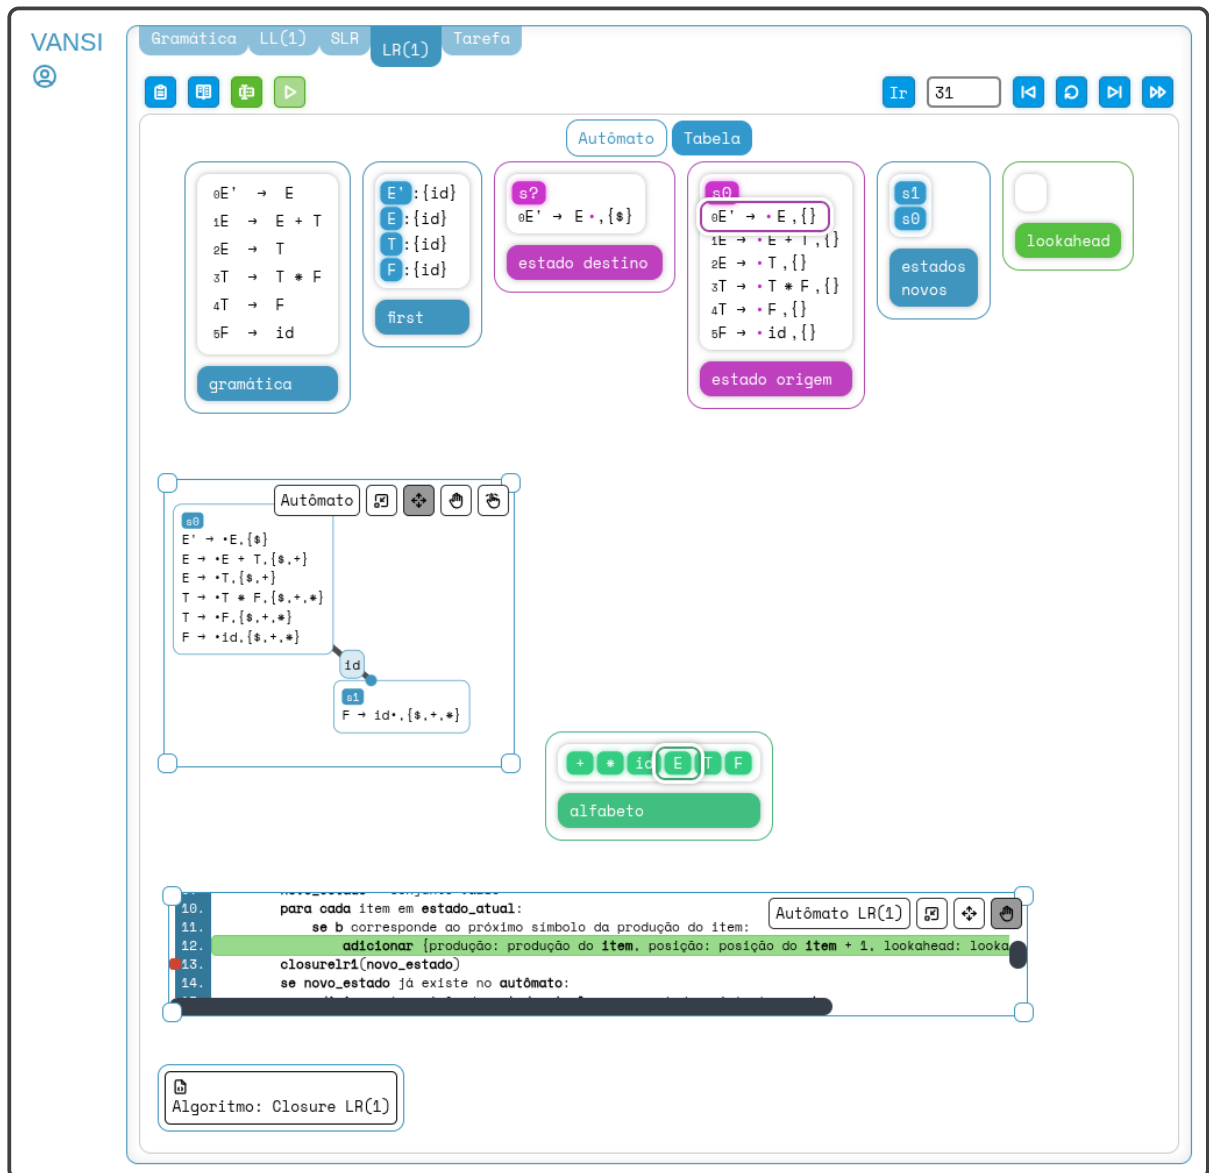 VANSI
Gramática LL(1) SLR LR(1) Tarefa
Ir 31
Autômato Tabela
0E' → E
1E → E + T
2E → T
3T → T * F
4T → F
5F → id
gramática
E':{id}
E:{id}
T:{id}
F:{id}
first
s?
0E' → E •,{$}
estado destino
s0
0E' → • E ,{}
1E → • E + T ,{}
2E → • T ,{}
3T → • T * F ,{}
4T → • F ,{}
5F → • id ,{}
estado origem
s1
s0
estados
novos
lookahead
Autômato
s0
E' → •E,{$}
E → •E + T,{$,+}
E → •T,{$,+}
T → •T * F,{$,+,*}
T → •F,{$,+,*}
F → •id,{$,+,*}
id
s1
F → id•,{$,+,*}
+ * id E T F
alfabeto
Autômato LR(1)
10. para cada item em estado_atual:
11. se b corresponde ao próximo símbolo da produção do item:
12. adicionar {produção: produção do item, posição: posição do item + 1, lookahead: looka
13. closurelr1(novo_estado)
14. se novo_estado já existe no autômato:
Algoritmo: Closure LR(1)